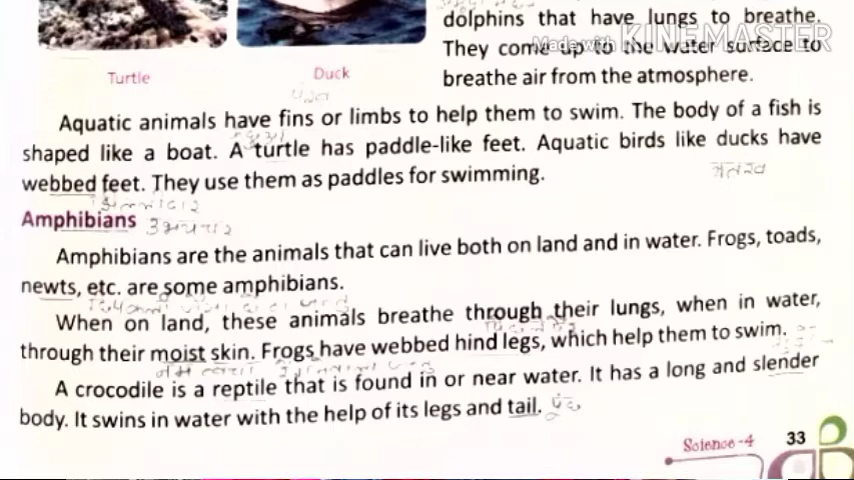 dolphins that have lungs to breathe.
They come up to the water surface to
breathe air from the atmosphere.
Made with KINEMASTER
Turtle
Duck
Aquatic animals have fins or limbs to help them to swim. The body of a fish is
shaped like a boat. A turtle has paddle-like feet. Aquatic birds like ducks have
webbed feet. They use them as paddles for swimming.
Amphibians
उभयचर
Amphibians are the animals that can live both on land and in water. Frogs, toads,
newts, etc. are some amphibians.
When on land, these animals breathe through their lungs, when in water,
through their moist skin. Frogs have webbed hind legs, which help them to swim.
A crocodile is a reptile that is found in or near water. It has a long and slender
body. It swins in water with the help of its legs and tail.
Science-4
33